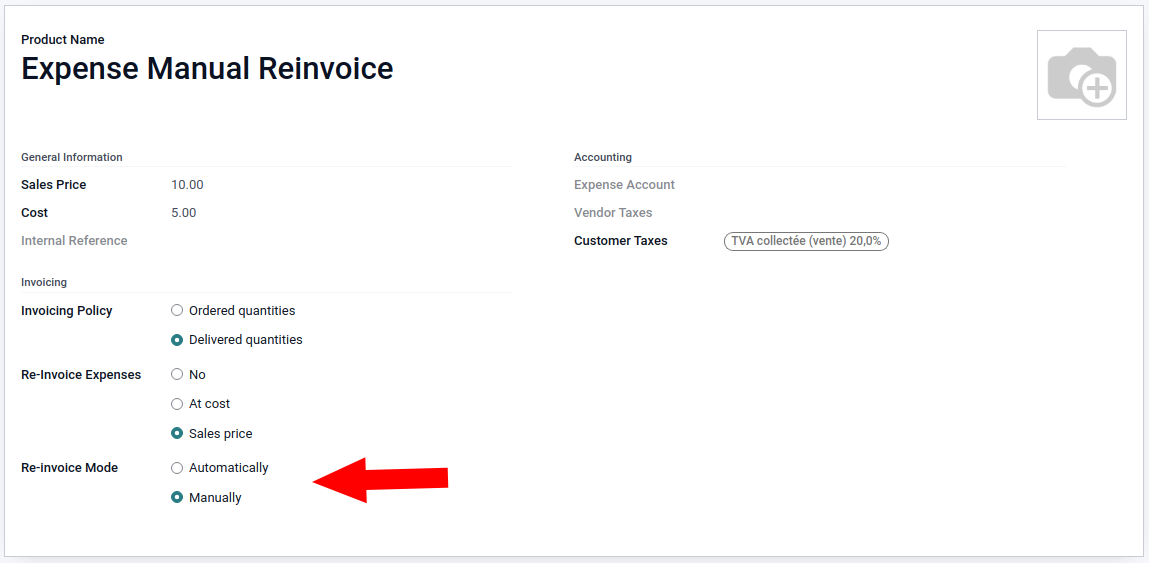 Product Name
Expense Manual Reinvoice
General Information
Sales Price 10.00
Cost 5.00
Internal Reference
Accounting
Expense Account
Vendor Taxes
Customer Taxes TVA collectée (vente) 20,0%
Invoicing
Invoicing Policy Ordered quantities
Delivered quantities
Re-Invoice Expenses No
At cost
Sales price
Re-invoice Mode Automatically
Manually